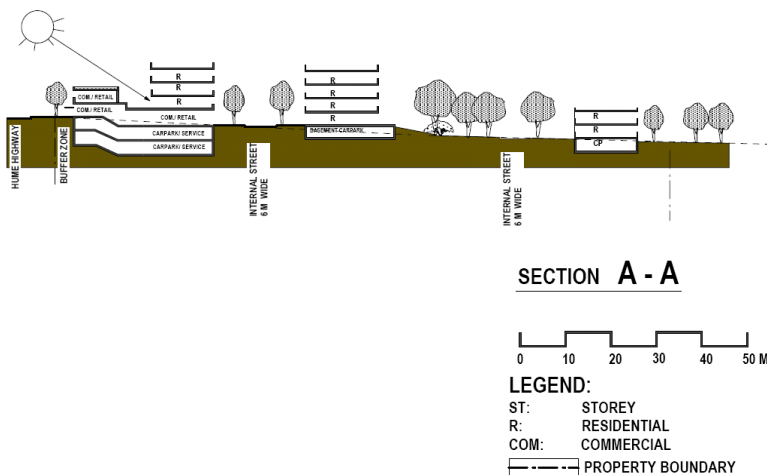 R
R
R
COM./ RETAIL
COM./ RETAIL
COM./ RETAIL
CARPARK/ SERVICE
CARPARK/ SERVICE
R
R
R
R
BASEMENT CARPARK
R
R
CP
HUME HIGHWAY
BUFFER ZONE
INTERNAL STREET
6 M WIDE
INTERNAL STREET
6 M WIDE
SECTION A - A
0 10 20 30 40 50 M
LEGEND:
ST: STOREY
R: RESIDENTIAL
COM: COMMERCIAL
PROPERTY BOUNDARY